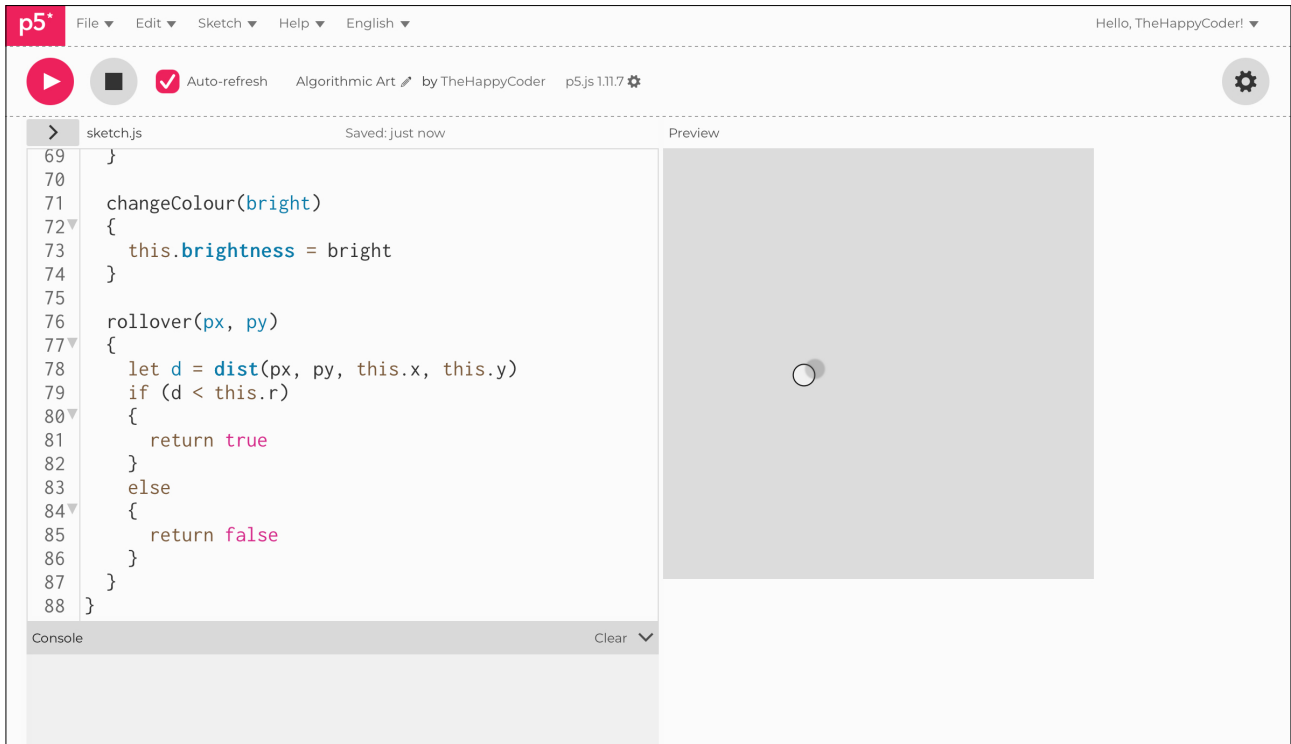 p5* File Edit Sketch Help English Hello, TheHappyCoder!
Auto-refresh Algorithmic Art by TheHappyCoder p5.js 1.11.7
sketch.js Saved: just now Preview
69 }
70
71 changeColour(bright)
72 {
73 this.brightness = bright
74 }
75
76 rollover(px, py)
77 {
78 let d = dist(px, py, this.x, this.y)
79 if (d < this.r)
80 {
81 return true
82 }
83 else
84 {
85 return false
86 }
87 }
88 }
Console Clear